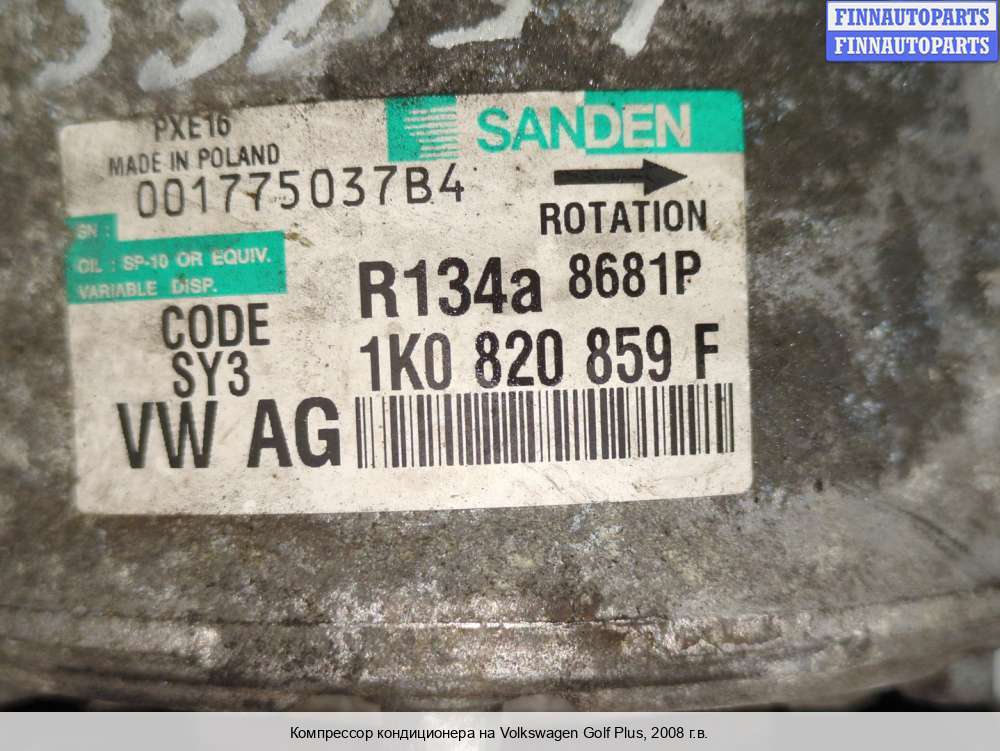 FINNAUTOPARTS
FINNAUTOPARTS
PXE16
SANDEN
MADE IN POLAND
001775037B4
ROTATION
SN :
OIL : SP-10 OR EQUIV.
VARIABLE DISP.
R134a 8681P
CODE
SY3
1K0 820 859 F
VW AG
Компрессор кондиционера на Volkswagen Golf Plus, 2008 г.в.